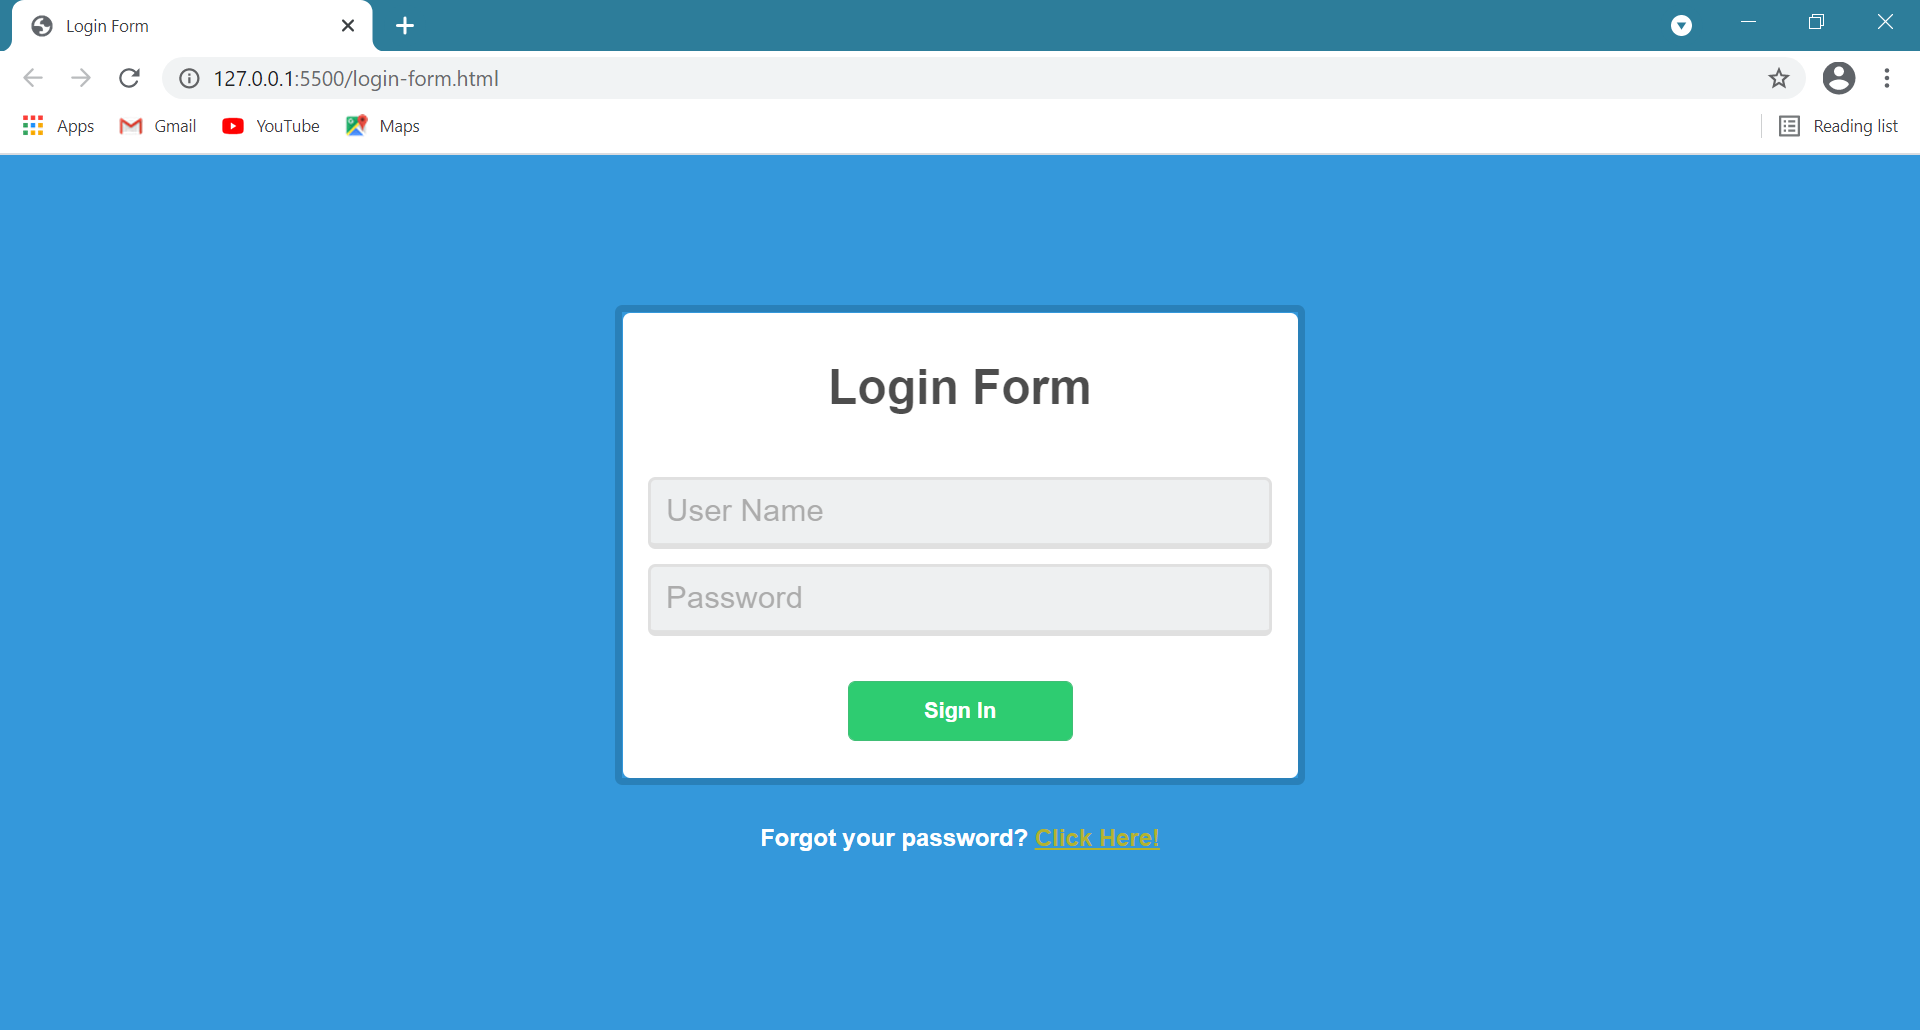 Login Form
127.0.0.1:5500/login-form.html
Apps Gmail YouTube Maps Reading list
Login Form
User Name
Password
Sign In
Forgot your password? Click Here!